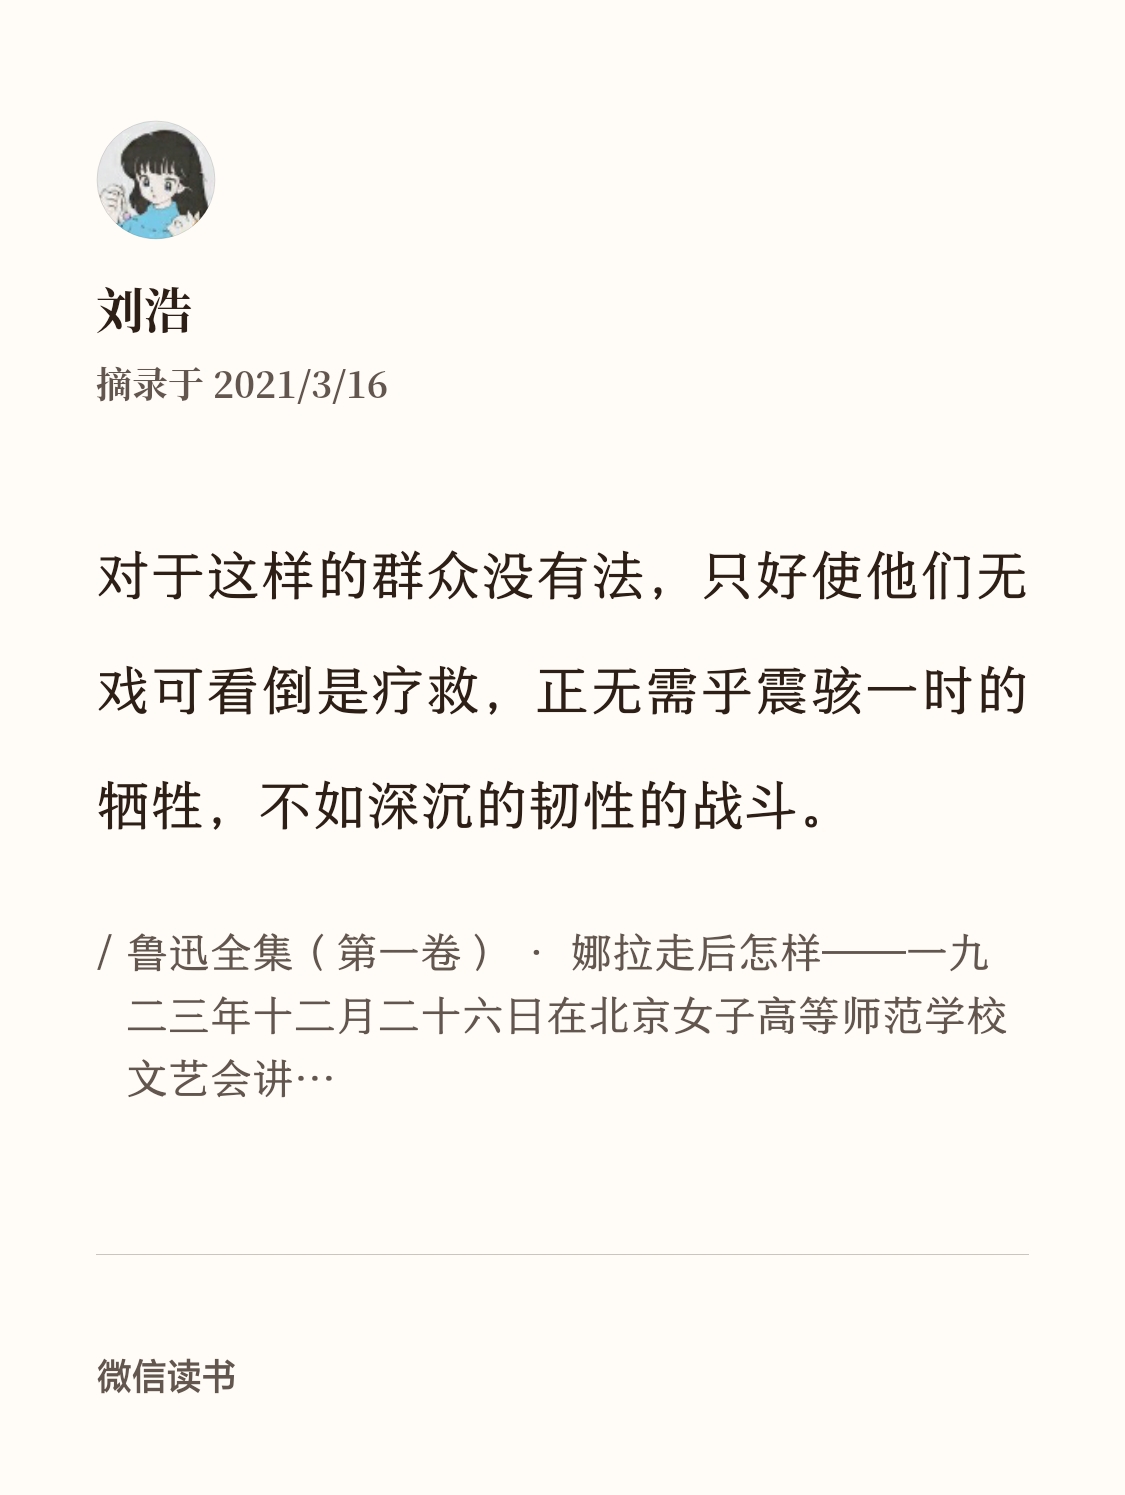 刘浩
摘录于 2021/3/16
对于这样的群众没有法，只好使他们无
戏可看倒是疗救，正无需乎震骇一时的
牺牲，不如深沉的韧性的战斗。
/ 鲁迅全集（第一卷） · 娜拉走后怎样——一九
二三年十二月二十六日在北京女子高等师范学校
文艺会讲…
微信读书